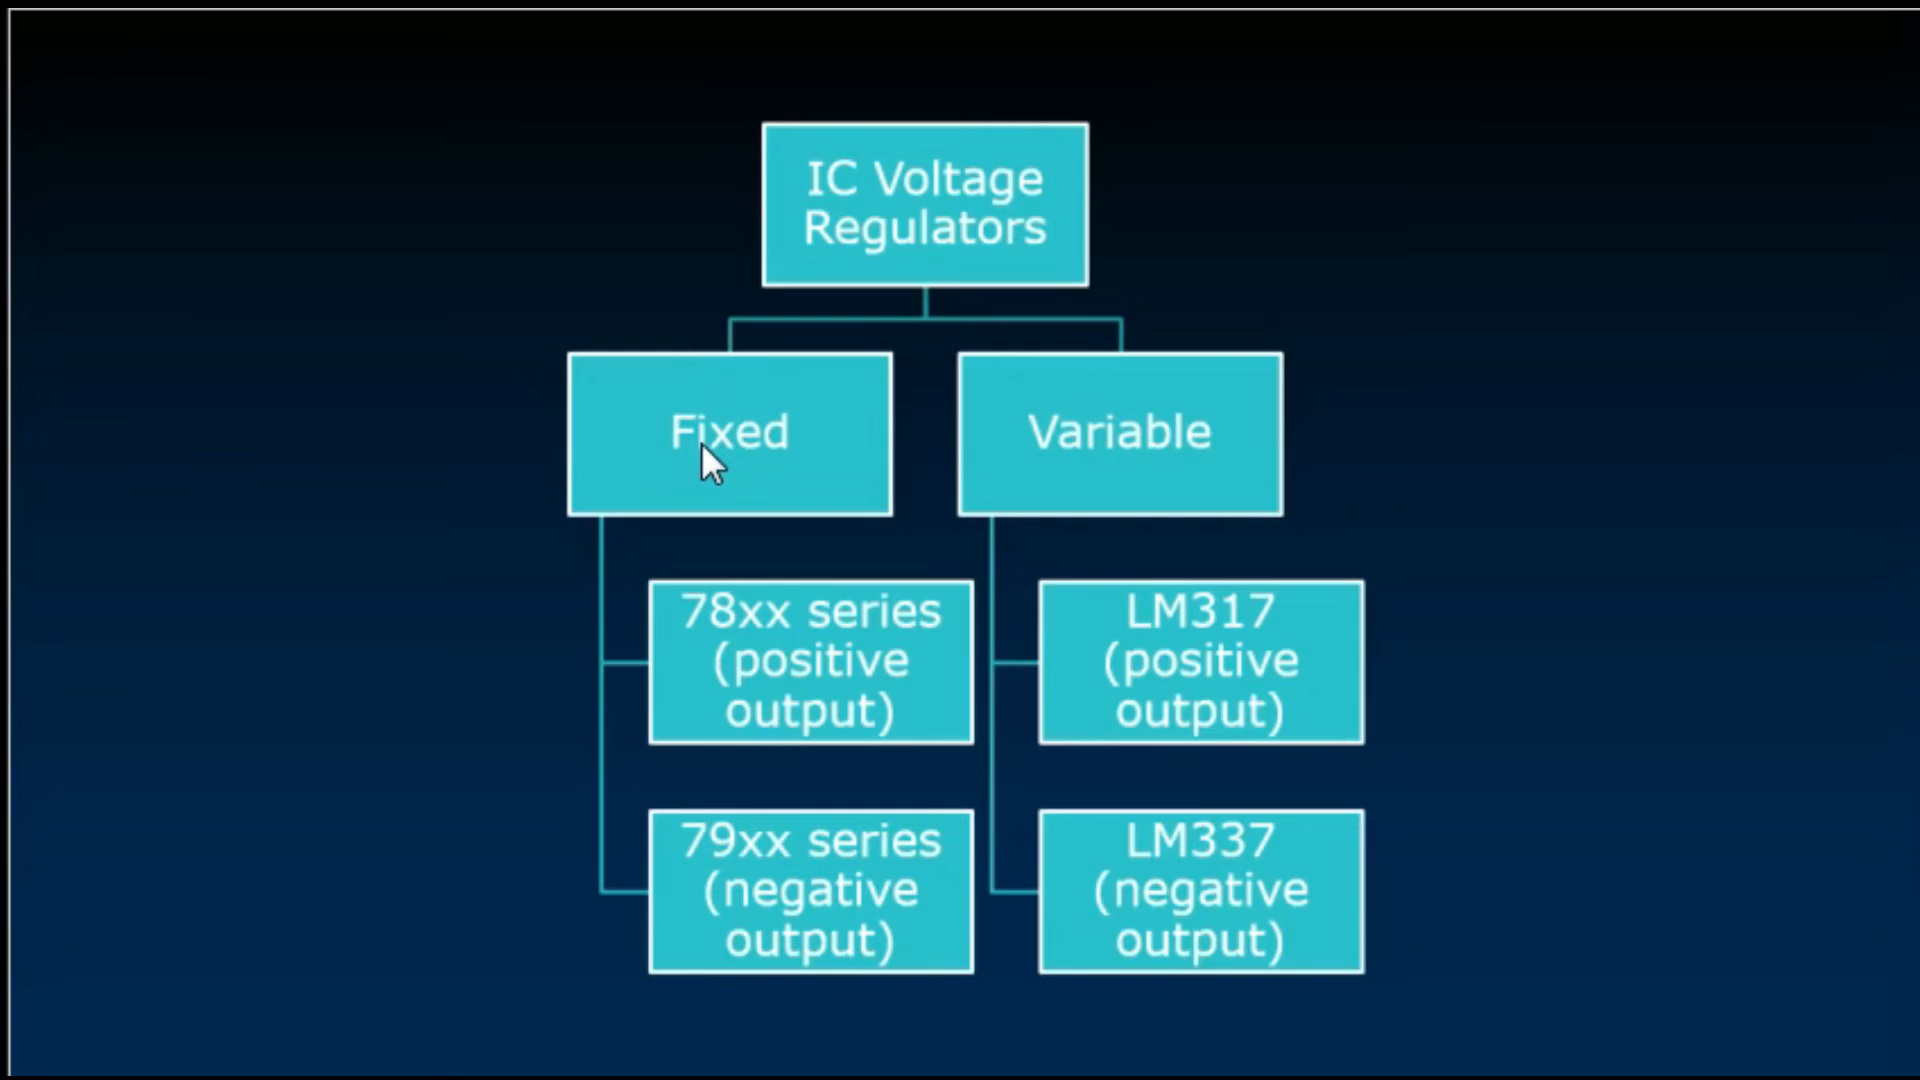 IC Voltage
Regulators
Fixed
Variable
78xx series
(positive
output)
LM317
(positive
output)
79xx series
(negative
output)
LM337
(negative
output)